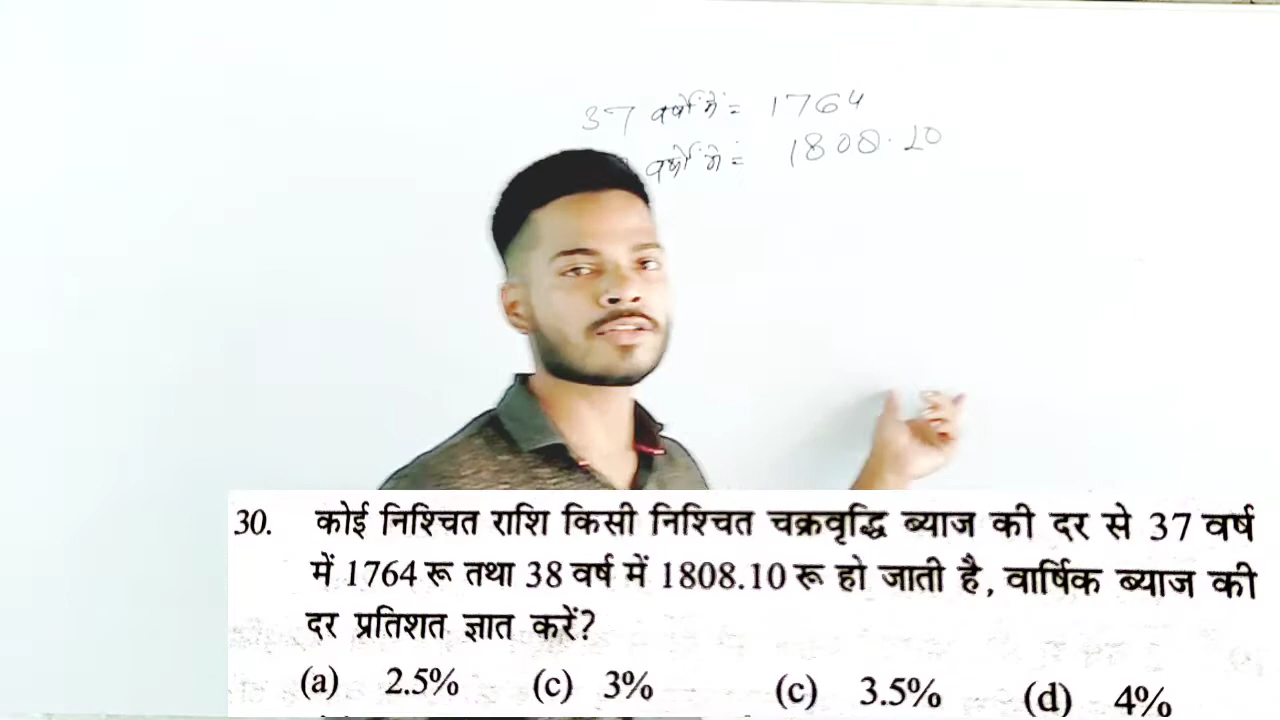 37 वर्षों में = 1764
वर्षों में = 1808.10
30. कोई निश्चित राशि किसी निश्चित चक्रवृद्धि ब्याज की दर से 37 वर्ष
में 1764 रू तथा 38 वर्ष में 1808.10 रू हो जाती है, वार्षिक ब्याज की
दर प्रतिशत ज्ञात करें?
(a) 2.5% (c) 3% (c) 3.5% (d) 4%